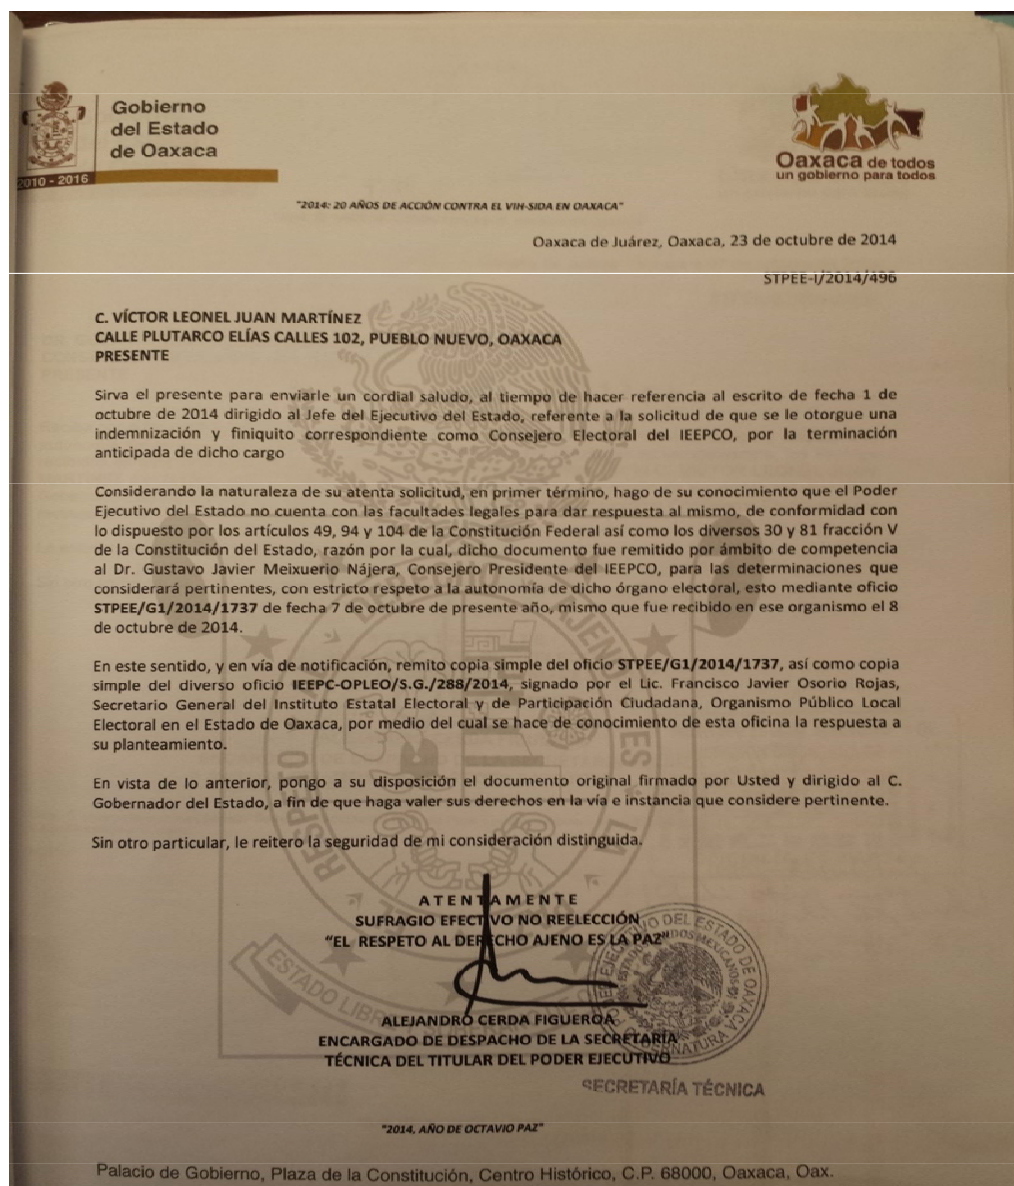 Gobierno
del Estado
de Oaxaca
2010 - 2016
Oaxaca de todos
un gobierno para todos
"2014: 20 AÑOS DE ACCIÓN CONTRA EL VIH-SIDA EN OAXACA"
Oaxaca de Juárez, Oaxaca, 23 de octubre de 2014
STPEE-I/2014/496
C. VÍCTOR LEONEL JUAN MARTÍNEZ
CALLE PLUTARCO ELÍAS CALLES 102, PUEBLO NUEVO, OAXACA
PRESENTE
Sirva el presente para enviarle un cordial saludo, al tiempo de hacer referencia al escrito de fecha 1 de
octubre de 2014 dirigido al Jefe del Ejecutivo del Estado, referente a la solicitud de que se le otorgue una
indemnización y finiquito correspondiente como Consejero Electoral del IEEPCO, por la terminación
anticipada de dicho cargo
Considerando la naturaleza de su atenta solicitud, en primer término, hago de su conocimiento que el Poder
Ejecutivo del Estado no cuenta con las facultades legales para dar respuesta al mismo, de conformidad con
lo dispuesto por los artículos 49, 94 y 104 de la Constitución Federal así como los diversos 30 y 81 fracción V
de la Constitución del Estado, razón por la cual, dicho documento fue remitido por ámbito de competencia
al Dr. Gustavo Javier Meixuerio Nájera, Consejero Presidente del IEEPCO, para las determinaciones que
considerará pertinentes, con estricto respeto a la autonomía de dicho órgano electoral, esto mediante oficio
STPEE/G1/2014/1737 de fecha 7 de octubre de presente año, mismo que fue recibido en ese organismo el 8
de octubre de 2014.
En este sentido, y en vía de notificación, remito copia simple del oficio STPEE/G1/2014/1737, así como copia
simple del diverso oficio IEEPC-OPLEO/S.G./288/2014, signado por el Lic. Francisco Javier Osorio Rojas,
Secretario General del Instituto Estatal Electoral y de Participación Ciudadana, Organismo Público Local
Electoral en el Estado de Oaxaca, por medio del cual se hace de conocimiento de esta oficina la respuesta a
su planteamiento.
En vista de lo anterior, pongo a su disposición el documento original firmado por Usted y dirigido al C.
Gobernador del Estado, a fin de que haga valer sus derechos en la vía e instancia que considere pertinente.
Sin otro particular, le reitero la seguridad de mi consideración distinguida.
ATENTAMENTE
SUFRAGIO EFECTIVO NO REELECCIÓN
"EL RESPETO AL DERECHO AJENO ES LA PAZ"
ALEJANDRO CERDA FIGUEROA
ENCARGADO DE DESPACHO DE LA SECRETARÍA
TÉCNICA DEL TITULAR DEL PODER EJECUTIVO
SECRETARÍA TÉCNICA
"2014, AÑO DE OCTAVIO PAZ"
Palacio de Gobierno, Plaza de la Constitución, Centro Histórico, C.P. 68000, Oaxaca, Oax.